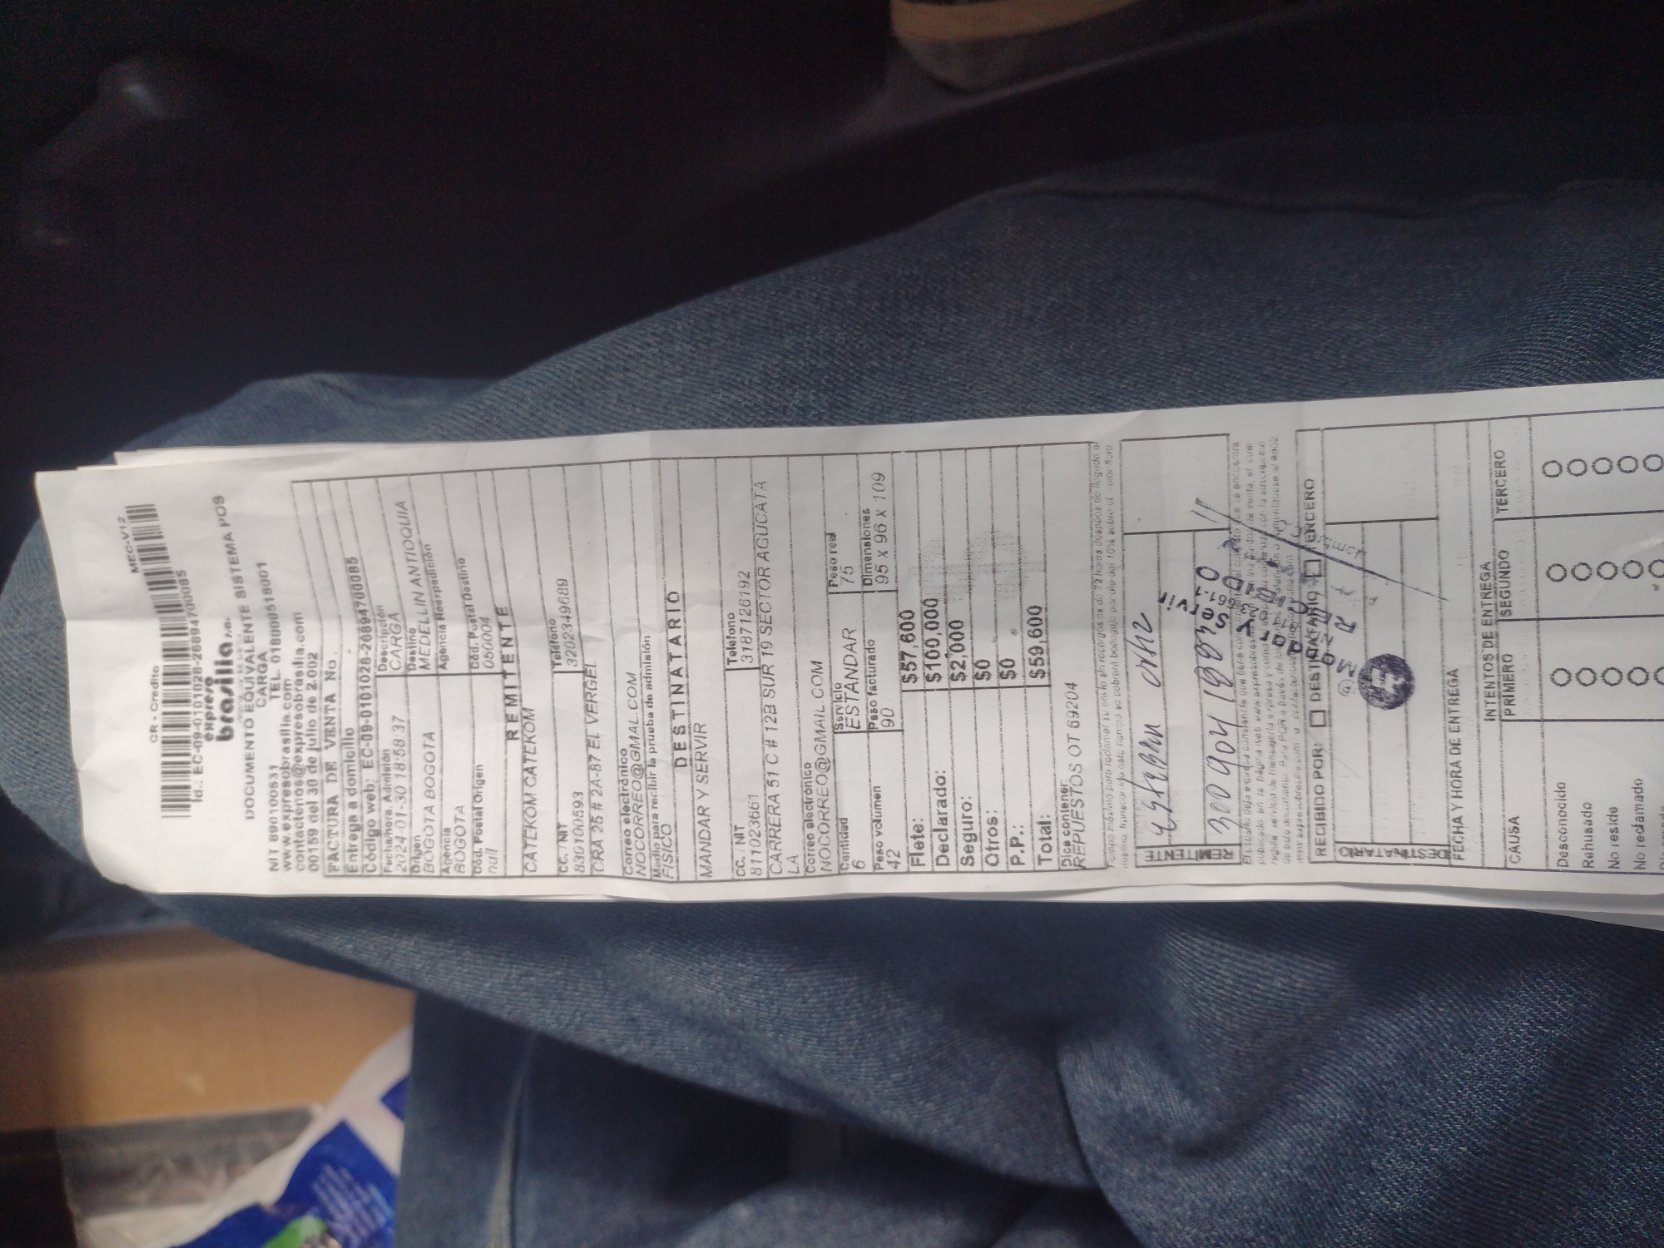 MEC-V12
CR - Credito
Id.: EC-09-0101028-2689470085
expreso
brasilia s.a.
DOCUMENTO EQUIVALENTE SISTEMA POS
CARGA
NIT 890100531 TEL. 018000518001
www.expresobrasilia.com
contactenos@expresobrasilia.com
00159 del 30 de julio de 2.002
FACTURA DE VENTA No.
Entrega a domicilio
Código web: EC-09-0101028-2689470085
Fecha/hora Admisión Descripción
2024-01-30 18:58:37 CARGA
Origen Destino
BOGOTA BOGOTA MEDELLIN ANTIOQUIA
Agencia Agencia Reexpedición
BOGOTA
Cód. Postal Origen Cód. Postal Destino
null 050004
REMITENTE
CATEKOM CATEKOM
CC, NIT Teléfono
830100593 3202349689
CRA 25 # 2A-87 EL VERGEL
Correo electrónico
NOCORREO@GMAL.COM
Medio para recibir la prueba de admisión
FISICO
DESTINATARIO
MANDAR Y SERVIR
CC, NIT Teléfono
811023661 3187126192
CARRERA 51 C # 12B SUR 19 SECTOR AGUCATA
LA
Correo electrónico
NOCORREO@GMAIL.COM
Cantidad Servicio Peso real
6 ESTANDAR 75
Peso volumen Peso facturado Dimensiones
42 90 95 X 96 X 109
Flete: $57,600
Declarado: $100,000
Seguro: $2,000
Otros: $0
P.P.: $0
Total: $59,600
Dice contener:
REPUESTOS OT 69204
REMITENTE
RECIBIDO POR: DESTINATARIO TERCERO
DESTINATARIO
FECHA Y HORA DE ENTREGA
INTENTOS DE ENTREGA
CAUSA PRIMERO SEGUNDO TERCERO
Desconocido
Rehusado
No reside
No reclamado